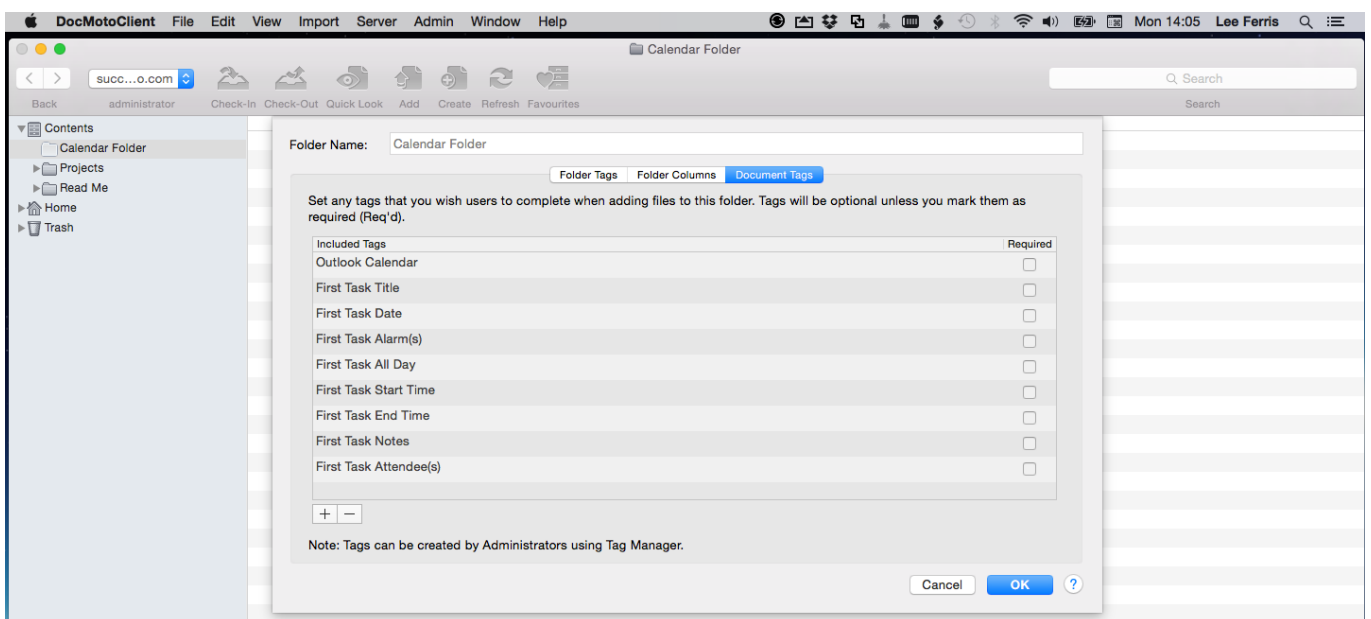 DocMotoClient File Edit View Import Server Admin Window Help Mon 14:05 Lee Ferris
Calendar Folder
succ...o.com
Search
Back administrator Check-In Check-Out Quick Look Add Create Refresh Favourites Search
Contents
Calendar Folder
Projects
Read Me
Home
Trash
Folder Name: Calendar Folder
Folder Tags Folder Columns Document Tags
Set any tags that you wish users to complete when adding files to this folder. Tags will be optional unless you mark them as
required (Req'd).
Included Tags Required
Outlook Calendar
First Task Title
First Task Date
First Task Alarm(s)
First Task All Day
First Task Start Time
First Task End Time
First Task Notes
First Task Attendee(s)
+ −
Note: Tags can be created by Administrators using Tag Manager.
Cancel OK ?